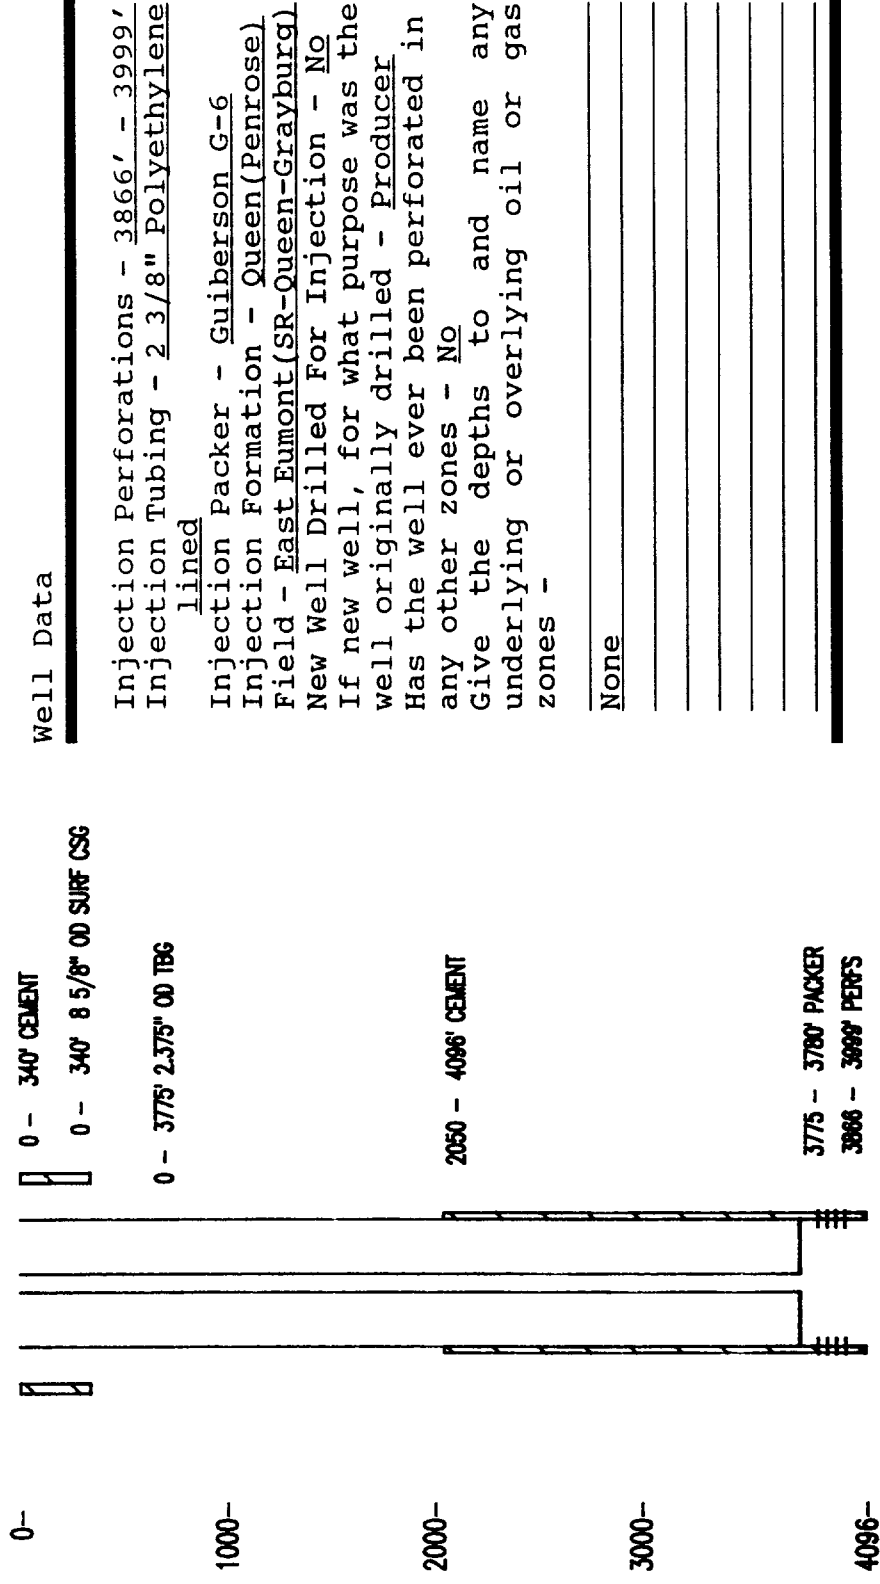 Well Data
Injection Perforations - 3866' - 3999'
Injection Tubing - 2 3/8" Polyethylene
lined
Injection Packer - Guiberson G-6
Injection Formation - Queen(Penrose)
Field - East Eumont(SR-Queen-Grayburg)
New Well Drilled For Injection - No
If new well, for what purpose was the
well originally drilled - Producer
Has the well ever been perforated in
any other zones - No
Give the depths to and name any
underlying or overlying oil or gas
zones -
None
0 - 340' CEMENT
0 - 340' 8 5/8" OD SURF CSG
0 - 3775' 2.375" OD TBG
2050 - 4096' CEMENT
3775 - 3780' PACKER
3866 - 3999' PERFS
0-
1000-
2000-
3000-
4096-